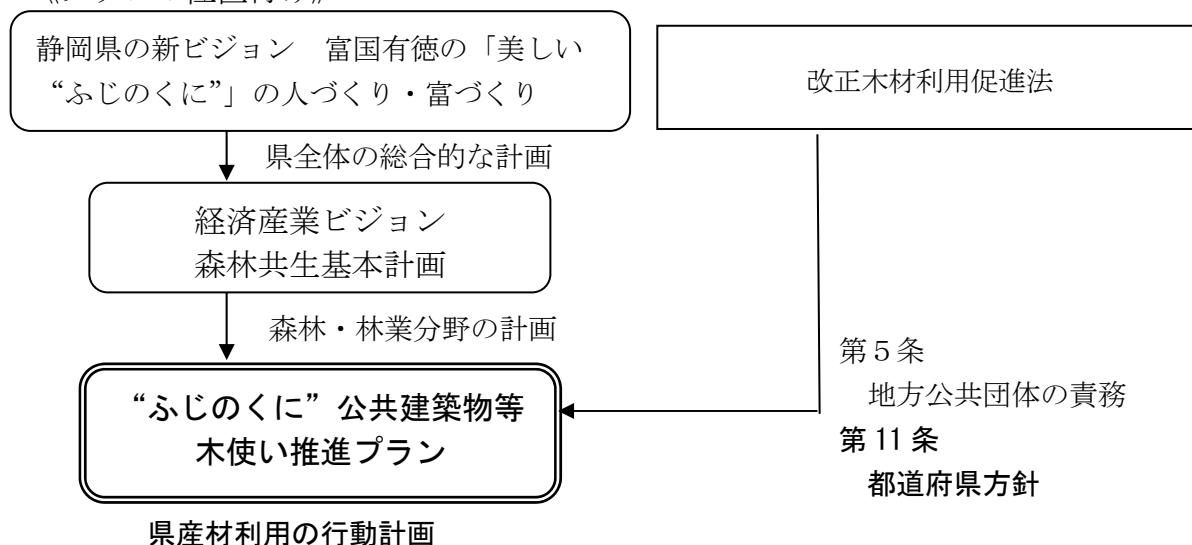 静岡県の新ビジョン　富国有徳の「美しい
“ふじのくに”」の人づくり・富づくり
改正木材利用促進法
県全体の総合的な計画
経済産業ビジョン
森林共生基本計画
森林・林業分野の計画
“ふじのくに”公共建築物等
木使い推進プラン
県産材利用の行動計画
第５条
地方公共団体の責務
第 11 条
都道府県方針